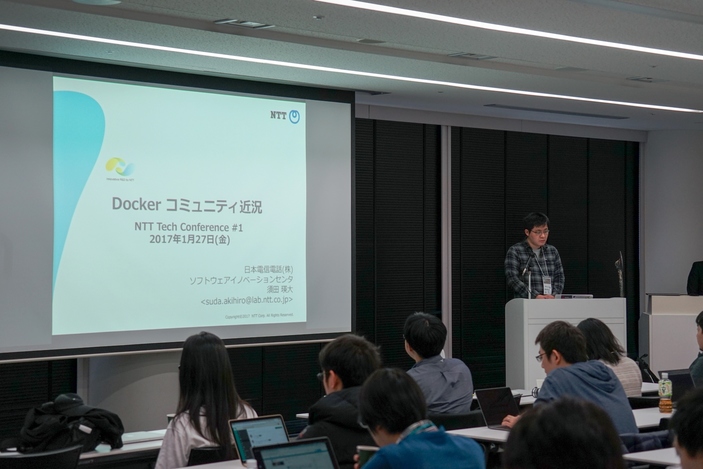 NTT
Docker コミュニティ近況
NTT Tech Conference #1
2017年1月27日(金)
日本電信電話(株)
ソフトウェアイノベーションセンタ
須田 瑛大
<suda.akihiro@lab.ntt.co.jp>